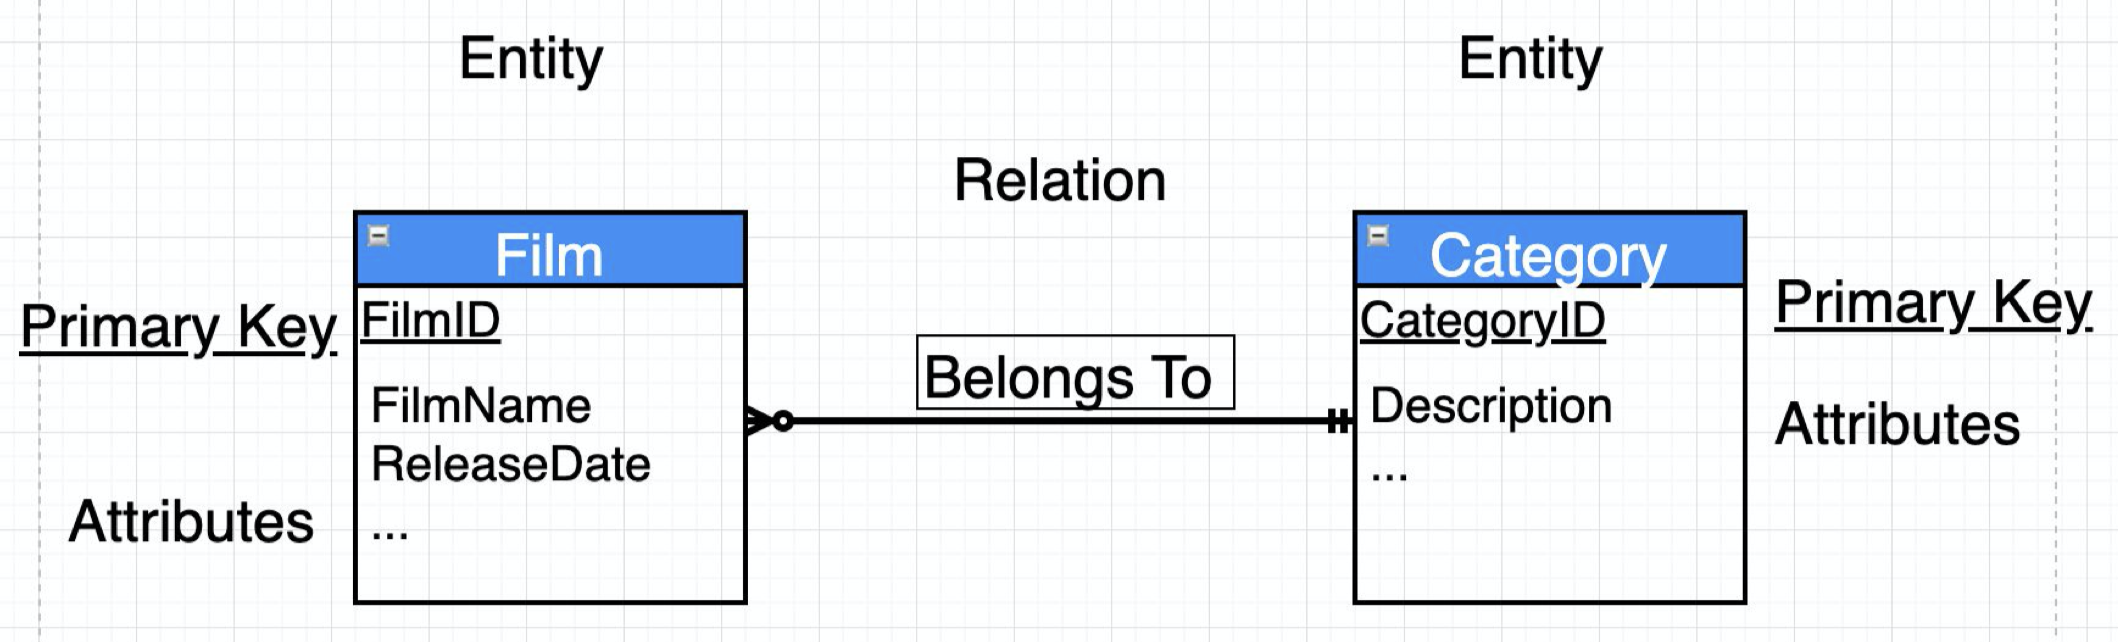 Entity
Entity
Relation
Film
Category
Primary Key
FilmID
CategoryID
Primary Key
Belongs To
FilmName
Description
Attributes
ReleaseDate
...
Attributes
...